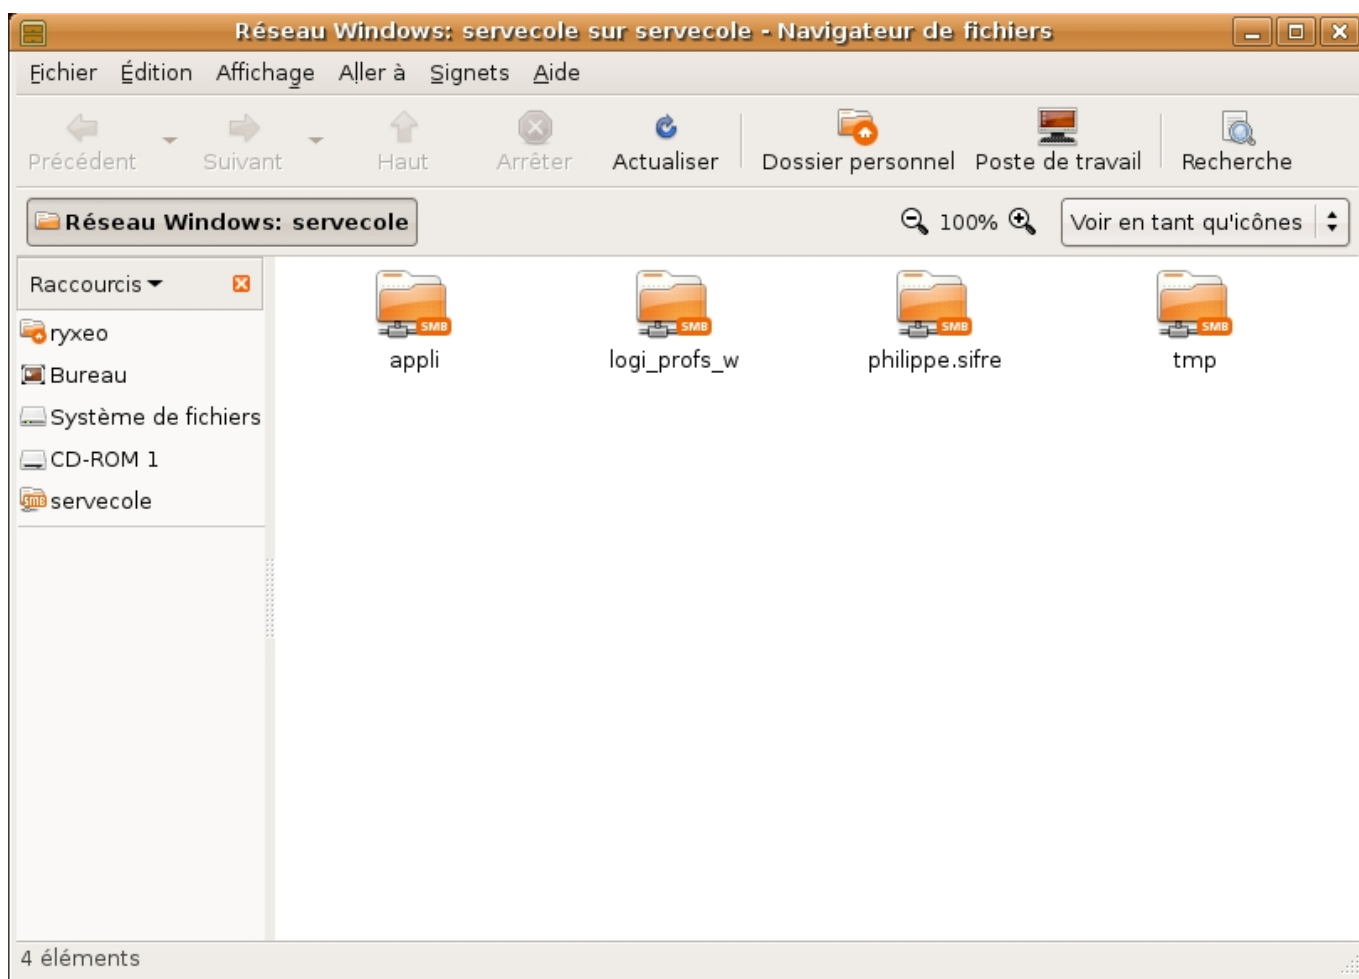 Réseau Windows: servecole sur servecole - Navigateur de fichiers
Fichier Édition Affichage Aller à Signets Aide
Précédent Suivant Haut Arrêter Actualiser Dossier personnel Poste de travail Recherche
Réseau Windows: servecole 100% Voir en tant qu'icônes
Raccourcis
ryxeo
Bureau
Système de fichiers
CD-ROM 1
servecole
SMB SMB SMB SMB
appli logi_profs_w philippe.sifre tmp
4 éléments